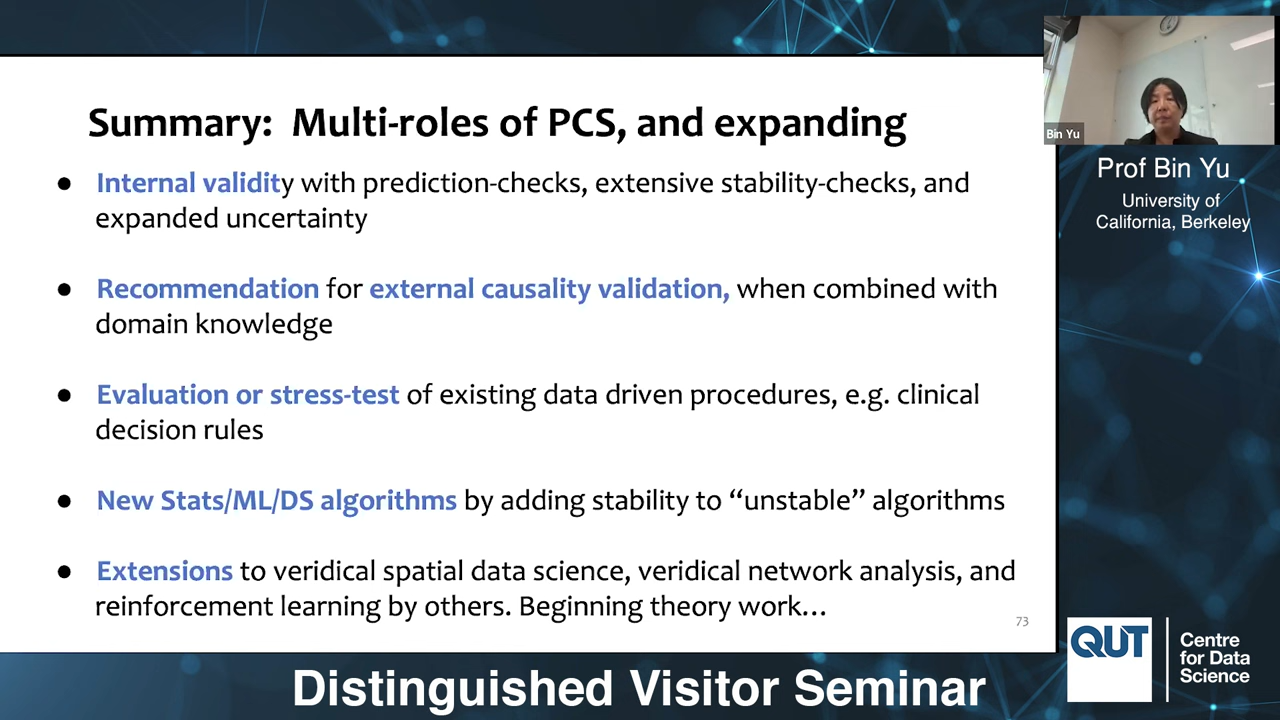 Summary: Multi-roles of PCS, and expanding
● Internal validity with prediction-checks, extensive stability-checks, and
expanded uncertainty
● Recommendation for external causality validation, when combined with
domain knowledge
● Evaluation or stress-test of existing data driven procedures, e.g. clinical
decision rules
● New Stats/ML/DS algorithms by adding stability to “unstable” algorithms
● Extensions to veridical spatial data science, veridical network analysis, and
reinforcement learning by others. Beginning theory work…
73
Bin Yu
Prof Bin Yu
University of
California, Berkeley
QUT
Centre
for Data
Science
Distinguished Visitor Seminar